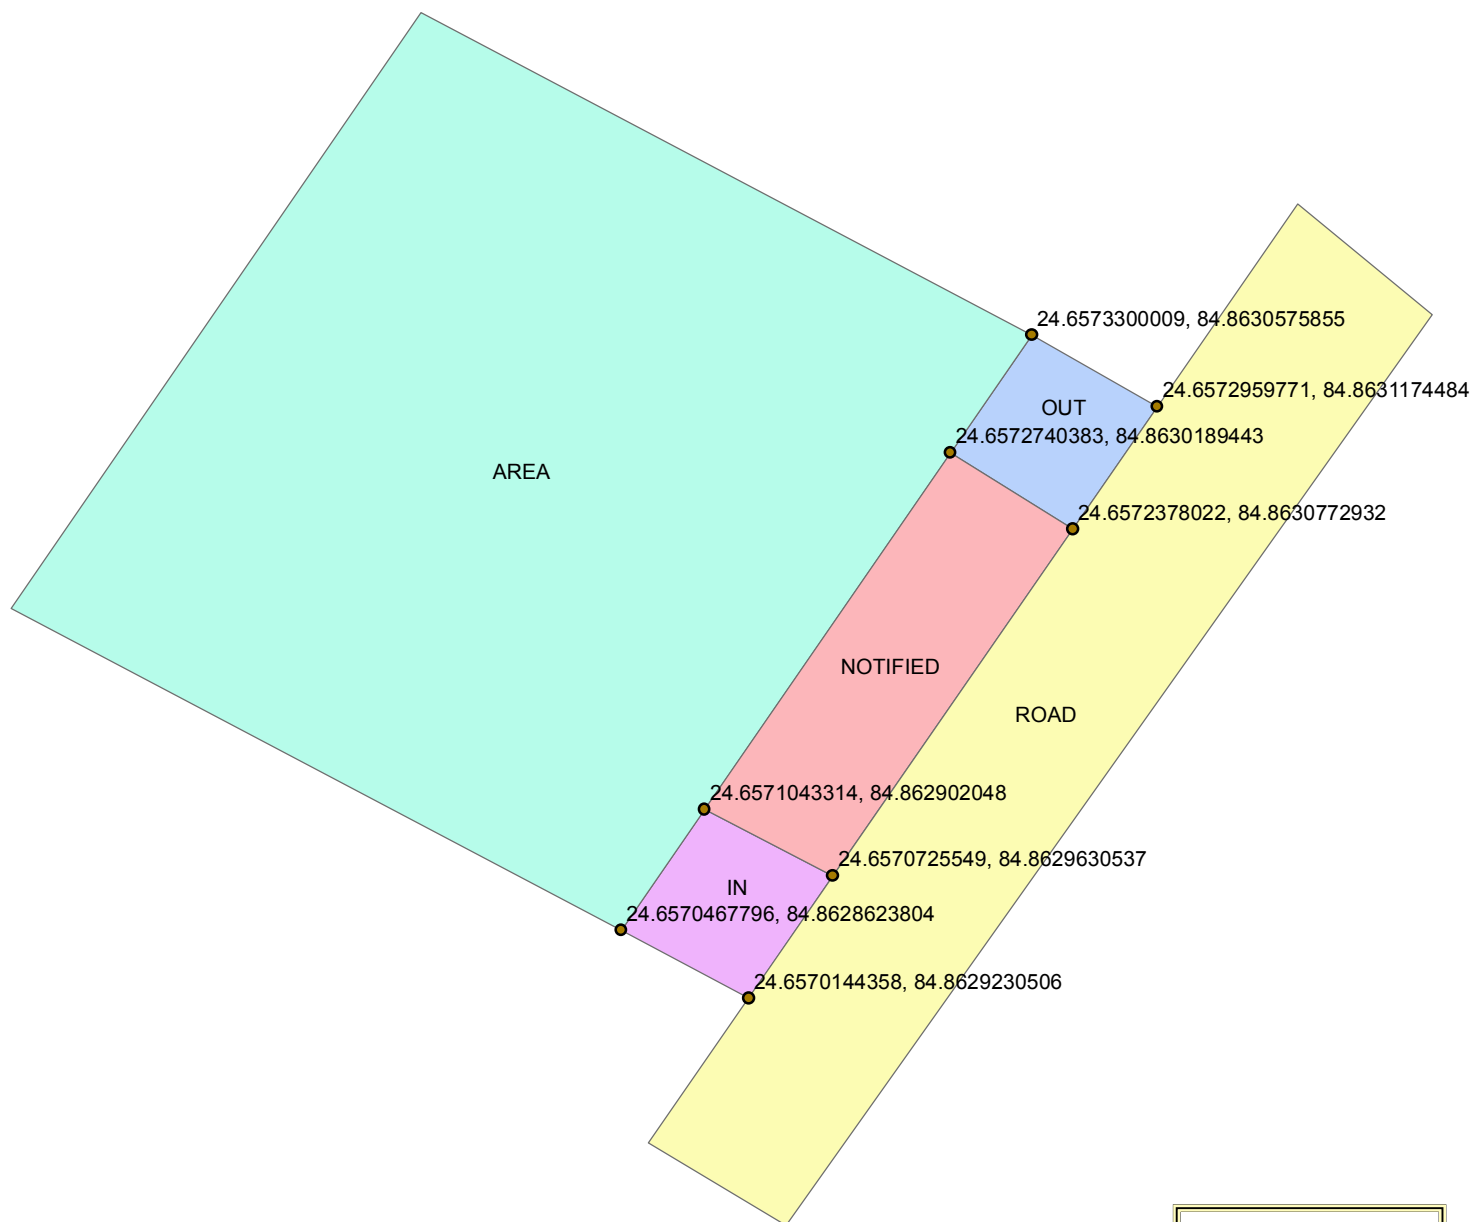 24.6573300009, 84.8630575855
24.6572959771, 84.8631174484
OUT
24.6572740383, 84.8630189443
AREA
24.6572378022, 84.8630772932
NOTIFIED
ROAD
24.6571043314, 84.862902048
24.6570725549, 84.8629630537
IN
24.6570467796, 84.8628623804
24.6570144358, 84.8629230506